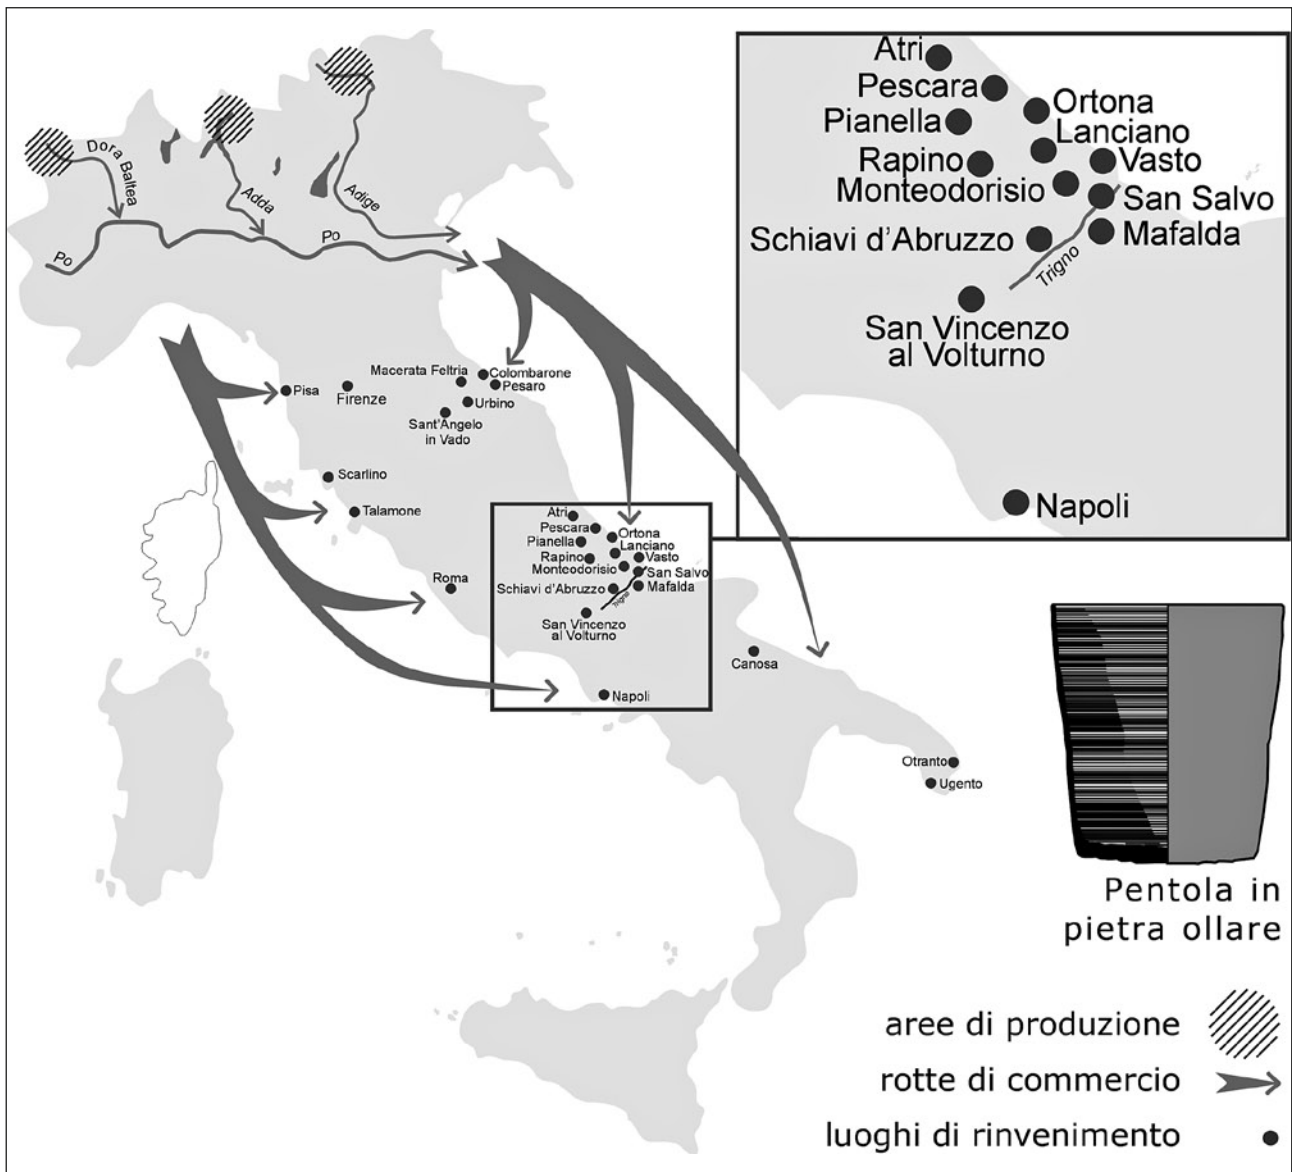 Dora Baltea
Adda
Adige
Po
Po
Pisa
Firenze
Macerata Feltria
Colombarone
Pesaro
Urbino
Sant'Angelo
in Vado
Scarlino
Talamone
Roma
Atri
Pescara
Pianella
Ortona
Lanciano
Rapino
Vasto
Monteodorisio
San Salvo
Schiavi d'Abruzzo
Mafalda
Trigno
San Vincenzo
al Volturno
Napoli
Canosa
Otranto
Ugento
Atri
Pescara
Ortona
Pianella
Lanciano
Rapino
Vasto
Monteodorisio
San Salvo
Schiavi d'Abruzzo
Mafalda
Trigno
San Vincenzo
al Volturno
Napoli
Pentola in
pietra ollare
aree di produzione
rotte di commercio
luoghi di rinvenimento